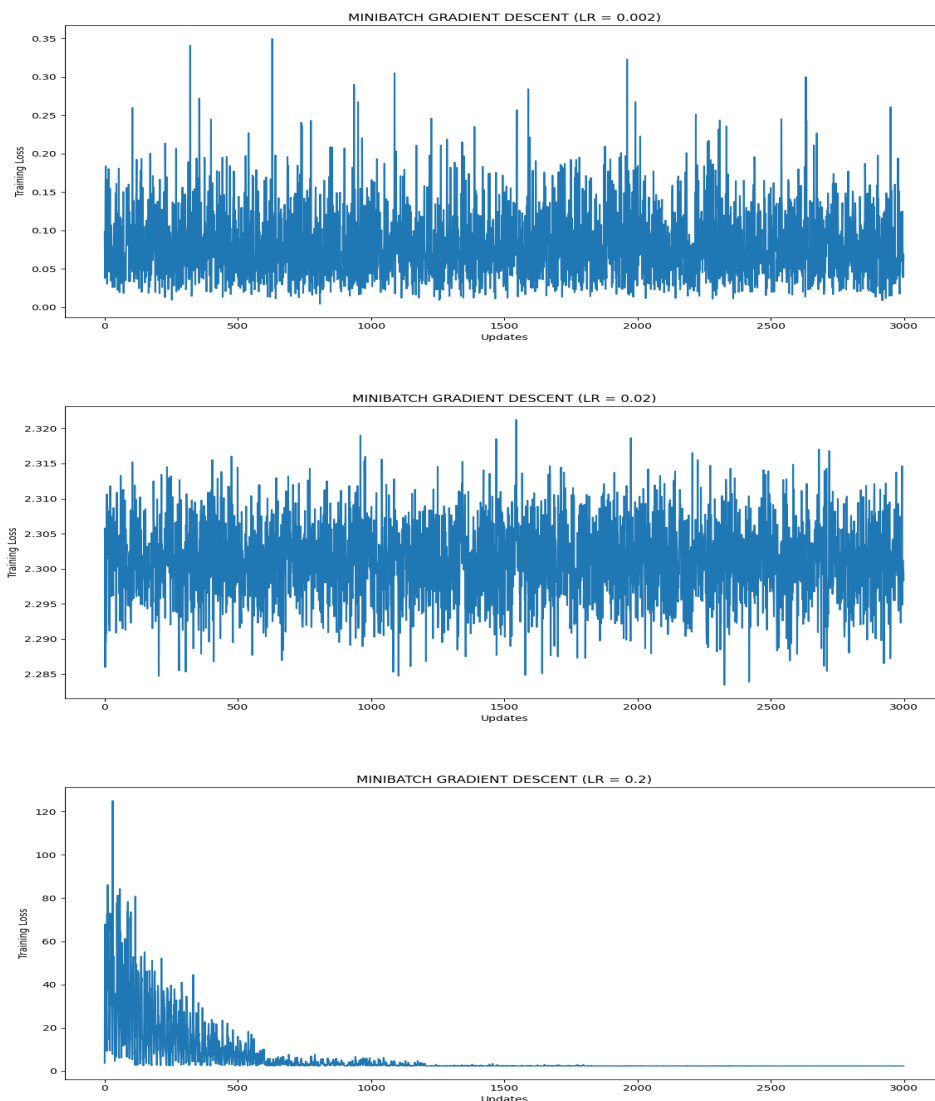 MINIBATCH GRADIENT DESCENT (LR = 0.002)
0.35
0.30
0.25
0.20
0.15
0.10
0.05
0.00
Training Loss
0 500 1000 1500 2000 2500 3000
Updates
MINIBATCH GRADIENT DESCENT (LR = 0.02)
2.320
2.315
2.310
2.305
2.300
2.295
2.290
2.285
Training Loss
0 500 1000 1500 2000 2500 3000
Updates
MINIBATCH GRADIENT DESCENT (LR = 0.2)
120
100
80
60
40
20
0
Training Loss
0 500 1000 1500 2000 2500 3000
Updates